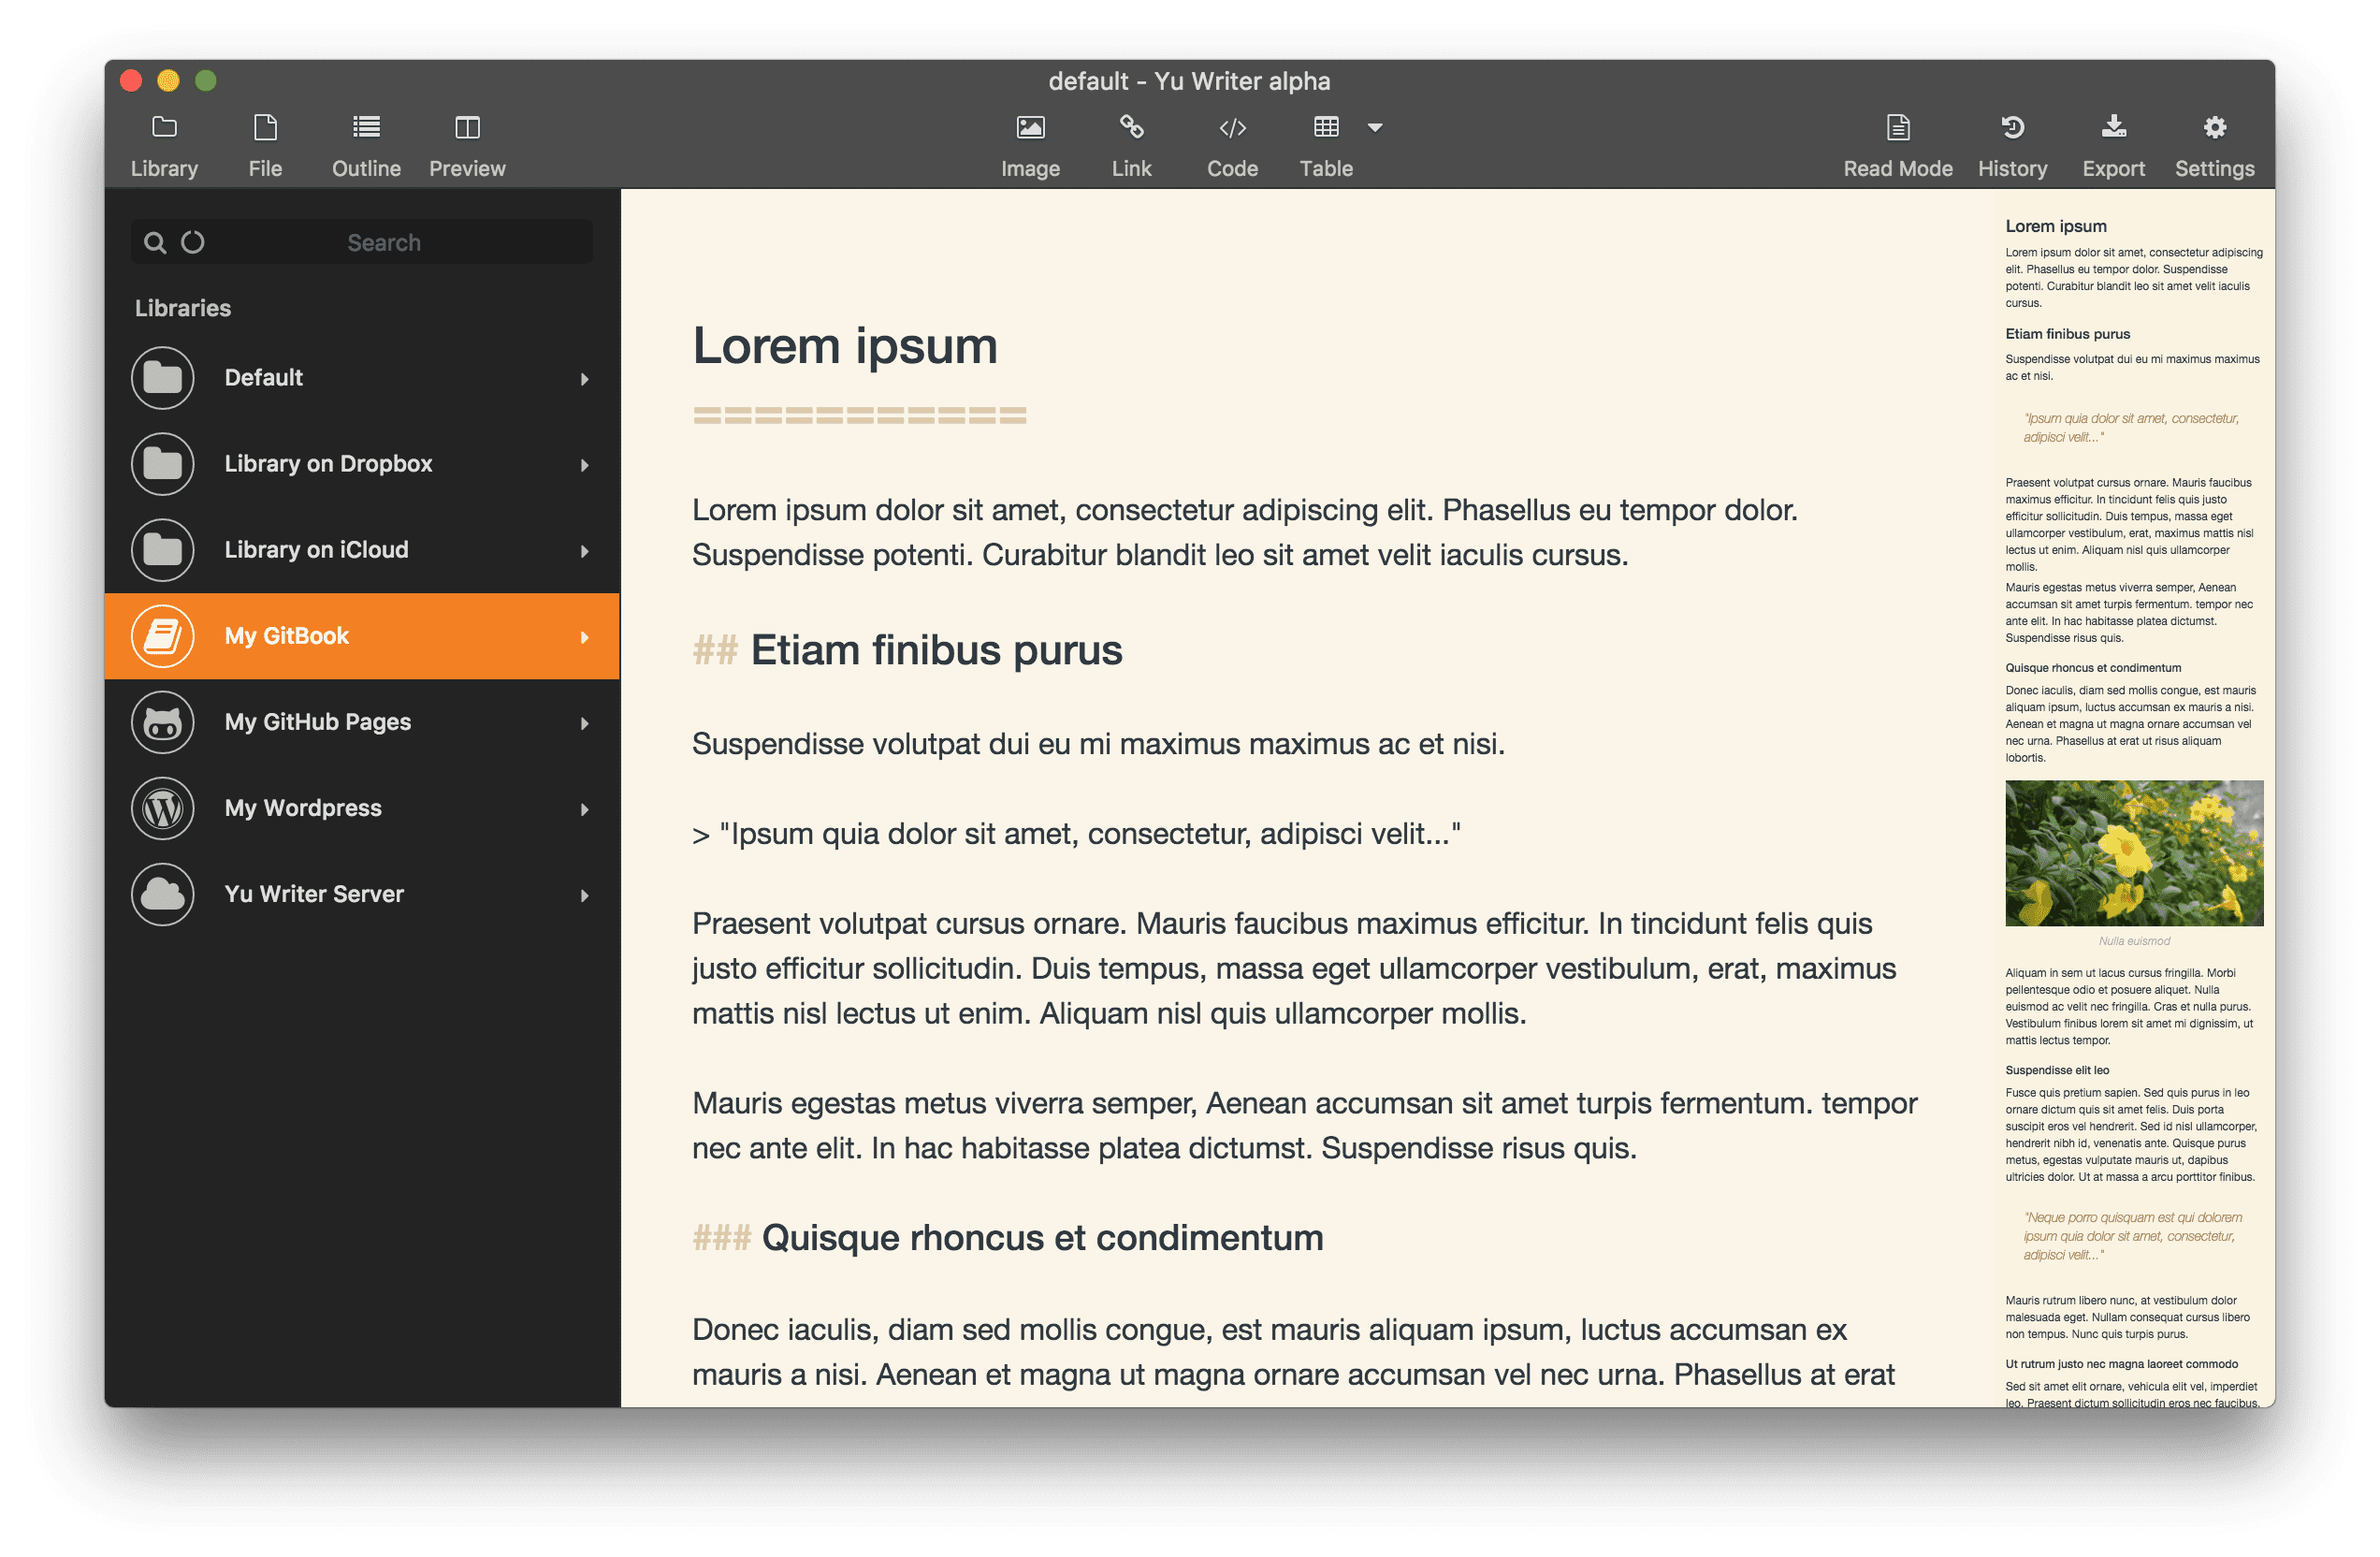 default - Yu Writer alpha
Library
File
Outline
Preview
Image
Link
Code
Table
Read Mode
History
Export
Settings
Search
Libraries
Default
Library on Dropbox
Library on iCloud
My GitBook
My GitHub Pages
My Wordpress
Yu Writer Server
Lorem ipsum
===========
Lorem ipsum dolor sit amet, consectetur adipiscing elit. Phasellus eu tempor dolor.
Suspendisse potenti. Curabitur blandit leo sit amet velit iaculis cursus.
## Etiam finibus purus
Suspendisse volutpat dui eu mi maximus maximus ac et nisi.
> "Ipsum quia dolor sit amet, consectetur, adipisci velit..."
Praesent volutpat cursus ornare. Mauris faucibus maximus efficitur. In tincidunt felis quis
justo efficitur sollicitudin. Duis tempus, massa eget ullamcorper vestibulum, erat, maximus
mattis nisl lectus ut enim. Aliquam nisl quis ullamcorper mollis.
Mauris egestas metus viverra semper, Aenean accumsan sit amet turpis fermentum. tempor
nec ante elit. In hac habitasse platea dictumst. Suspendisse risus quis.
### Quisque rhoncus et condimentum
Donec iaculis, diam sed mollis congue, est mauris aliquam ipsum, luctus accumsan ex
mauris a nisi. Aenean et magna ut magna ornare accumsan vel nec urna. Phasellus at erat
Lorem ipsum
Lorem ipsum dolor sit amet, consectetur adipiscing
elit. Phasellus eu tempor dolor. Suspendisse
potenti. Curabitur blandit leo sit amet velit iaculis
cursus.
Etiam finibus purus
Suspendisse volutpat dui eu mi maximus maximus
ac et nisi.
"Ipsum quia dolor sit amet, consectetur,
adipisci velit..."
Praesent volutpat cursus ornare. Mauris faucibus
maximus efficitur. In tincidunt felis quis justo
efficitur sollicitudin. Duis tempus, massa eget
ullamcorper vestibulum, erat, maximus mattis nisl
lectus ut enim. Aliquam nisl quis ullamcorper
mollis.
Mauris egestas metus viverra semper, Aenean
accumsan sit amet turpis fermentum. tempor nec
ante elit. In hac habitasse platea dictumst.
Suspendisse risus quis.
Quisque rhoncus et condimentum
Donec iaculis, diam sed mollis congue, est mauris
aliquam ipsum, luctus accumsan ex mauris a nisi.
Aenean et magna ut magna ornare accumsan vel
nec urna. Phasellus at erat ut risus aliquam
lobortis.
Nulla euismod
Aliquam in sem ut lacus cursus fringilla. Morbi
pellentesque odio et posuere aliquet. Nulla
euismod ac velit nec fringilla. Cras et nulla purus.
Vestibulum finibus lorem sit amet mi dignissim, ut
mattis lectus tempor.
Suspendisse elit leo
Fusce quis pretium sapien. Sed quis purus in leo
ornare dictum quis sit amet felis. Duis porta
suscipit eros vel hendrerit. Sed id nisl ullamcorper,
hendrerit nibh id, venenatis ante. Quisque purus
metus, egestas vulputate mauris ut, dapibus
ultricies dolor. Ut at massa a arcu porttitor finibus.
"Neque porro quisquam est qui dolorem
ipsum quia dolor sit amet, consectetur,
adipisci velit..."
Mauris rutrum libero nunc, at vestibulum dolor
malesuada eget. Nullam consequat cursus libero
non tempus. Nunc quis turpis purus.
Ut rutrum justo nec magna laoreet commodo
Sed sit amet elit ornare, vehicula elit vel, imperdiet
leo. Praesent dictum sollicitudin eros nec faucibus.